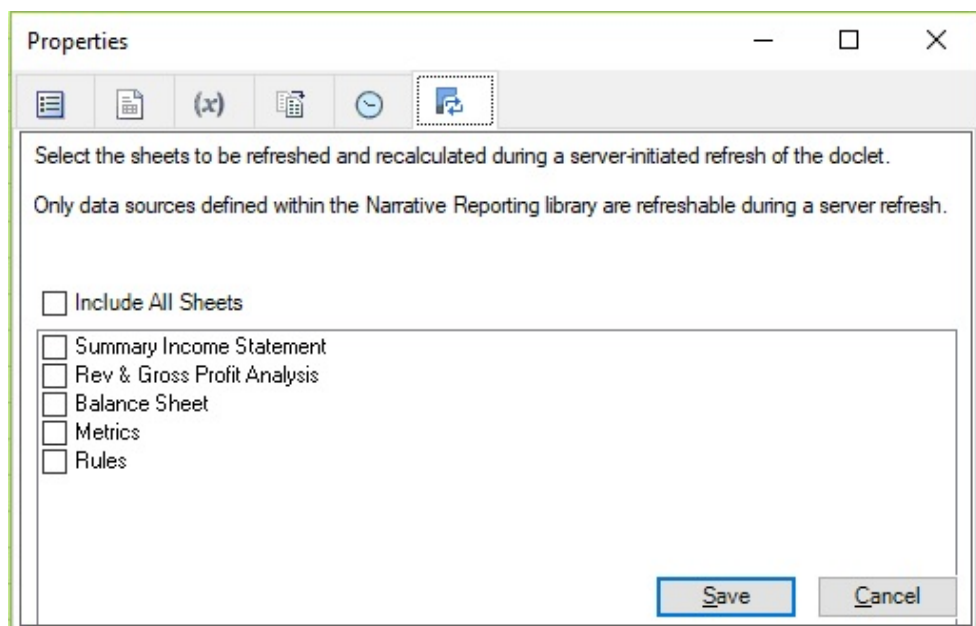 Properties
(x)
Select the sheets to be refreshed and recalculated during a server-initiated refresh of the doclet.
Only data sources defined within the Narrative Reporting library are refreshable during a server refresh.
Include All Sheets
Summary Income Statement
Rev & Gross Profit Analysis
Balance Sheet
Metrics
Rules
Save Cancel